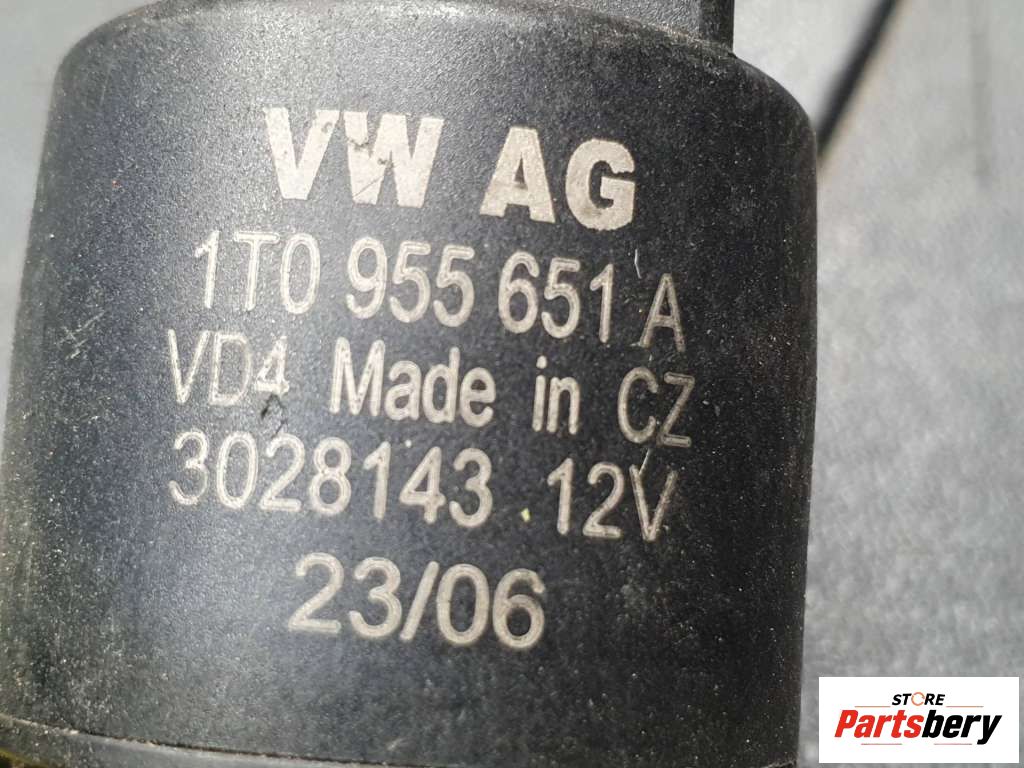 VW AG
1T0 955 651 A
VD4 Made in CZ
3028143 12V
23/06
STORE
Partsbery